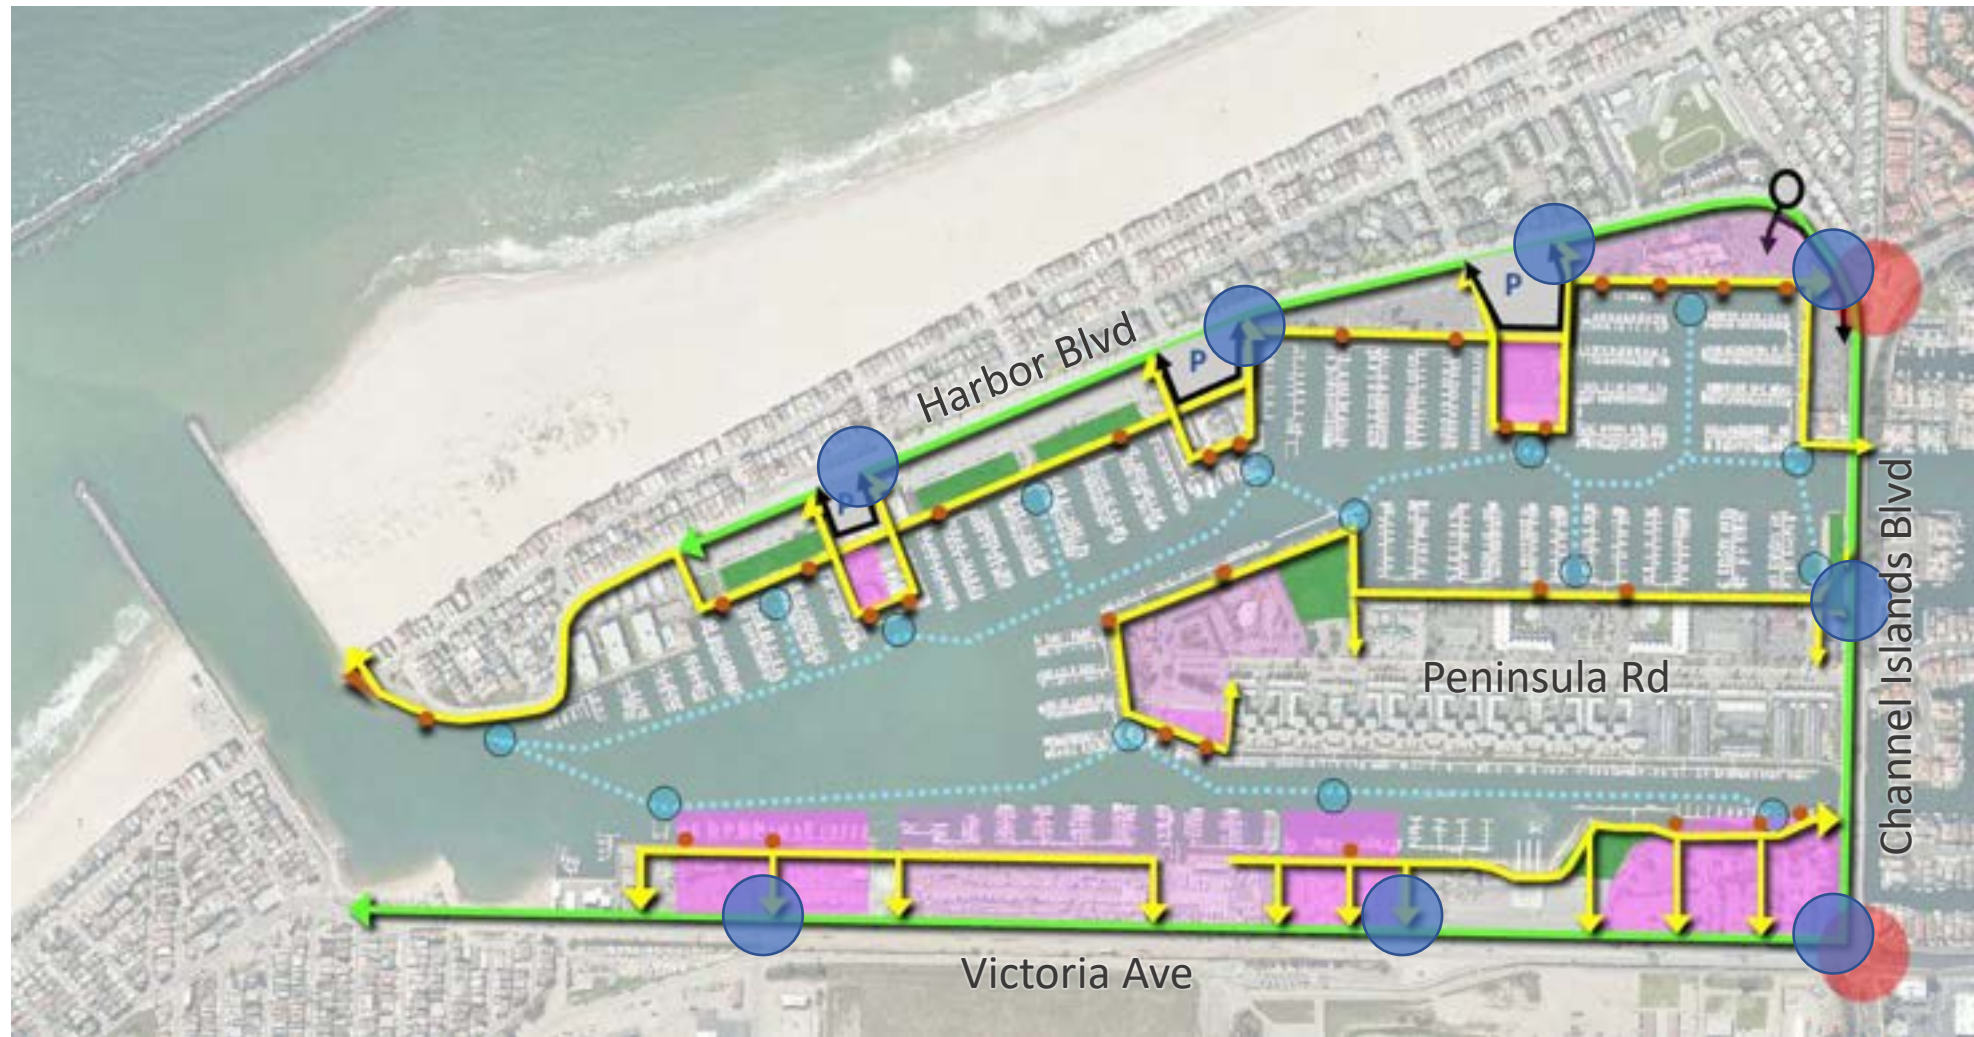 P
P
Harbor Blvd
P
Peninsula Rd
Channel Islands Blvd
Victoria Ave